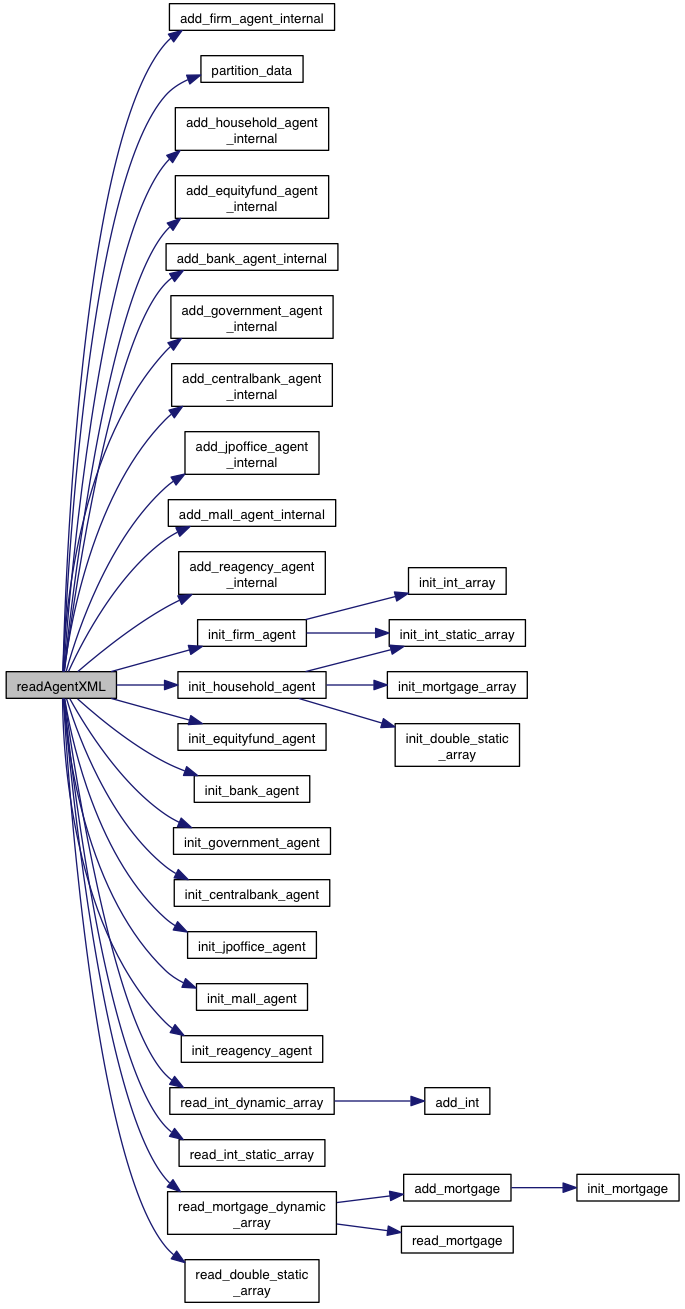 add_firm_agent_internal
partition_data
add_household_agent
_internal
add_equityfund_agent
_internal
add_bank_agent_internal
add_government_agent
_internal
add_centralbank_agent
_internal
add_jpoffice_agent
_internal
add_mall_agent_internal
add_reagency_agent
_internal
init_int_array
init_firm_agent
init_int_static_array
readAgentXML
init_household_agent
init_mortgage_array
init_equityfund_agent
init_double_static
_array
init_bank_agent
init_government_agent
init_centralbank_agent
init_jpoffice_agent
init_mall_agent
init_reagency_agent
read_int_dynamic_array
add_int
read_int_static_array
read_mortgage_dynamic
_array
add_mortgage
init_mortgage
read_mortgage
read_double_static
_array